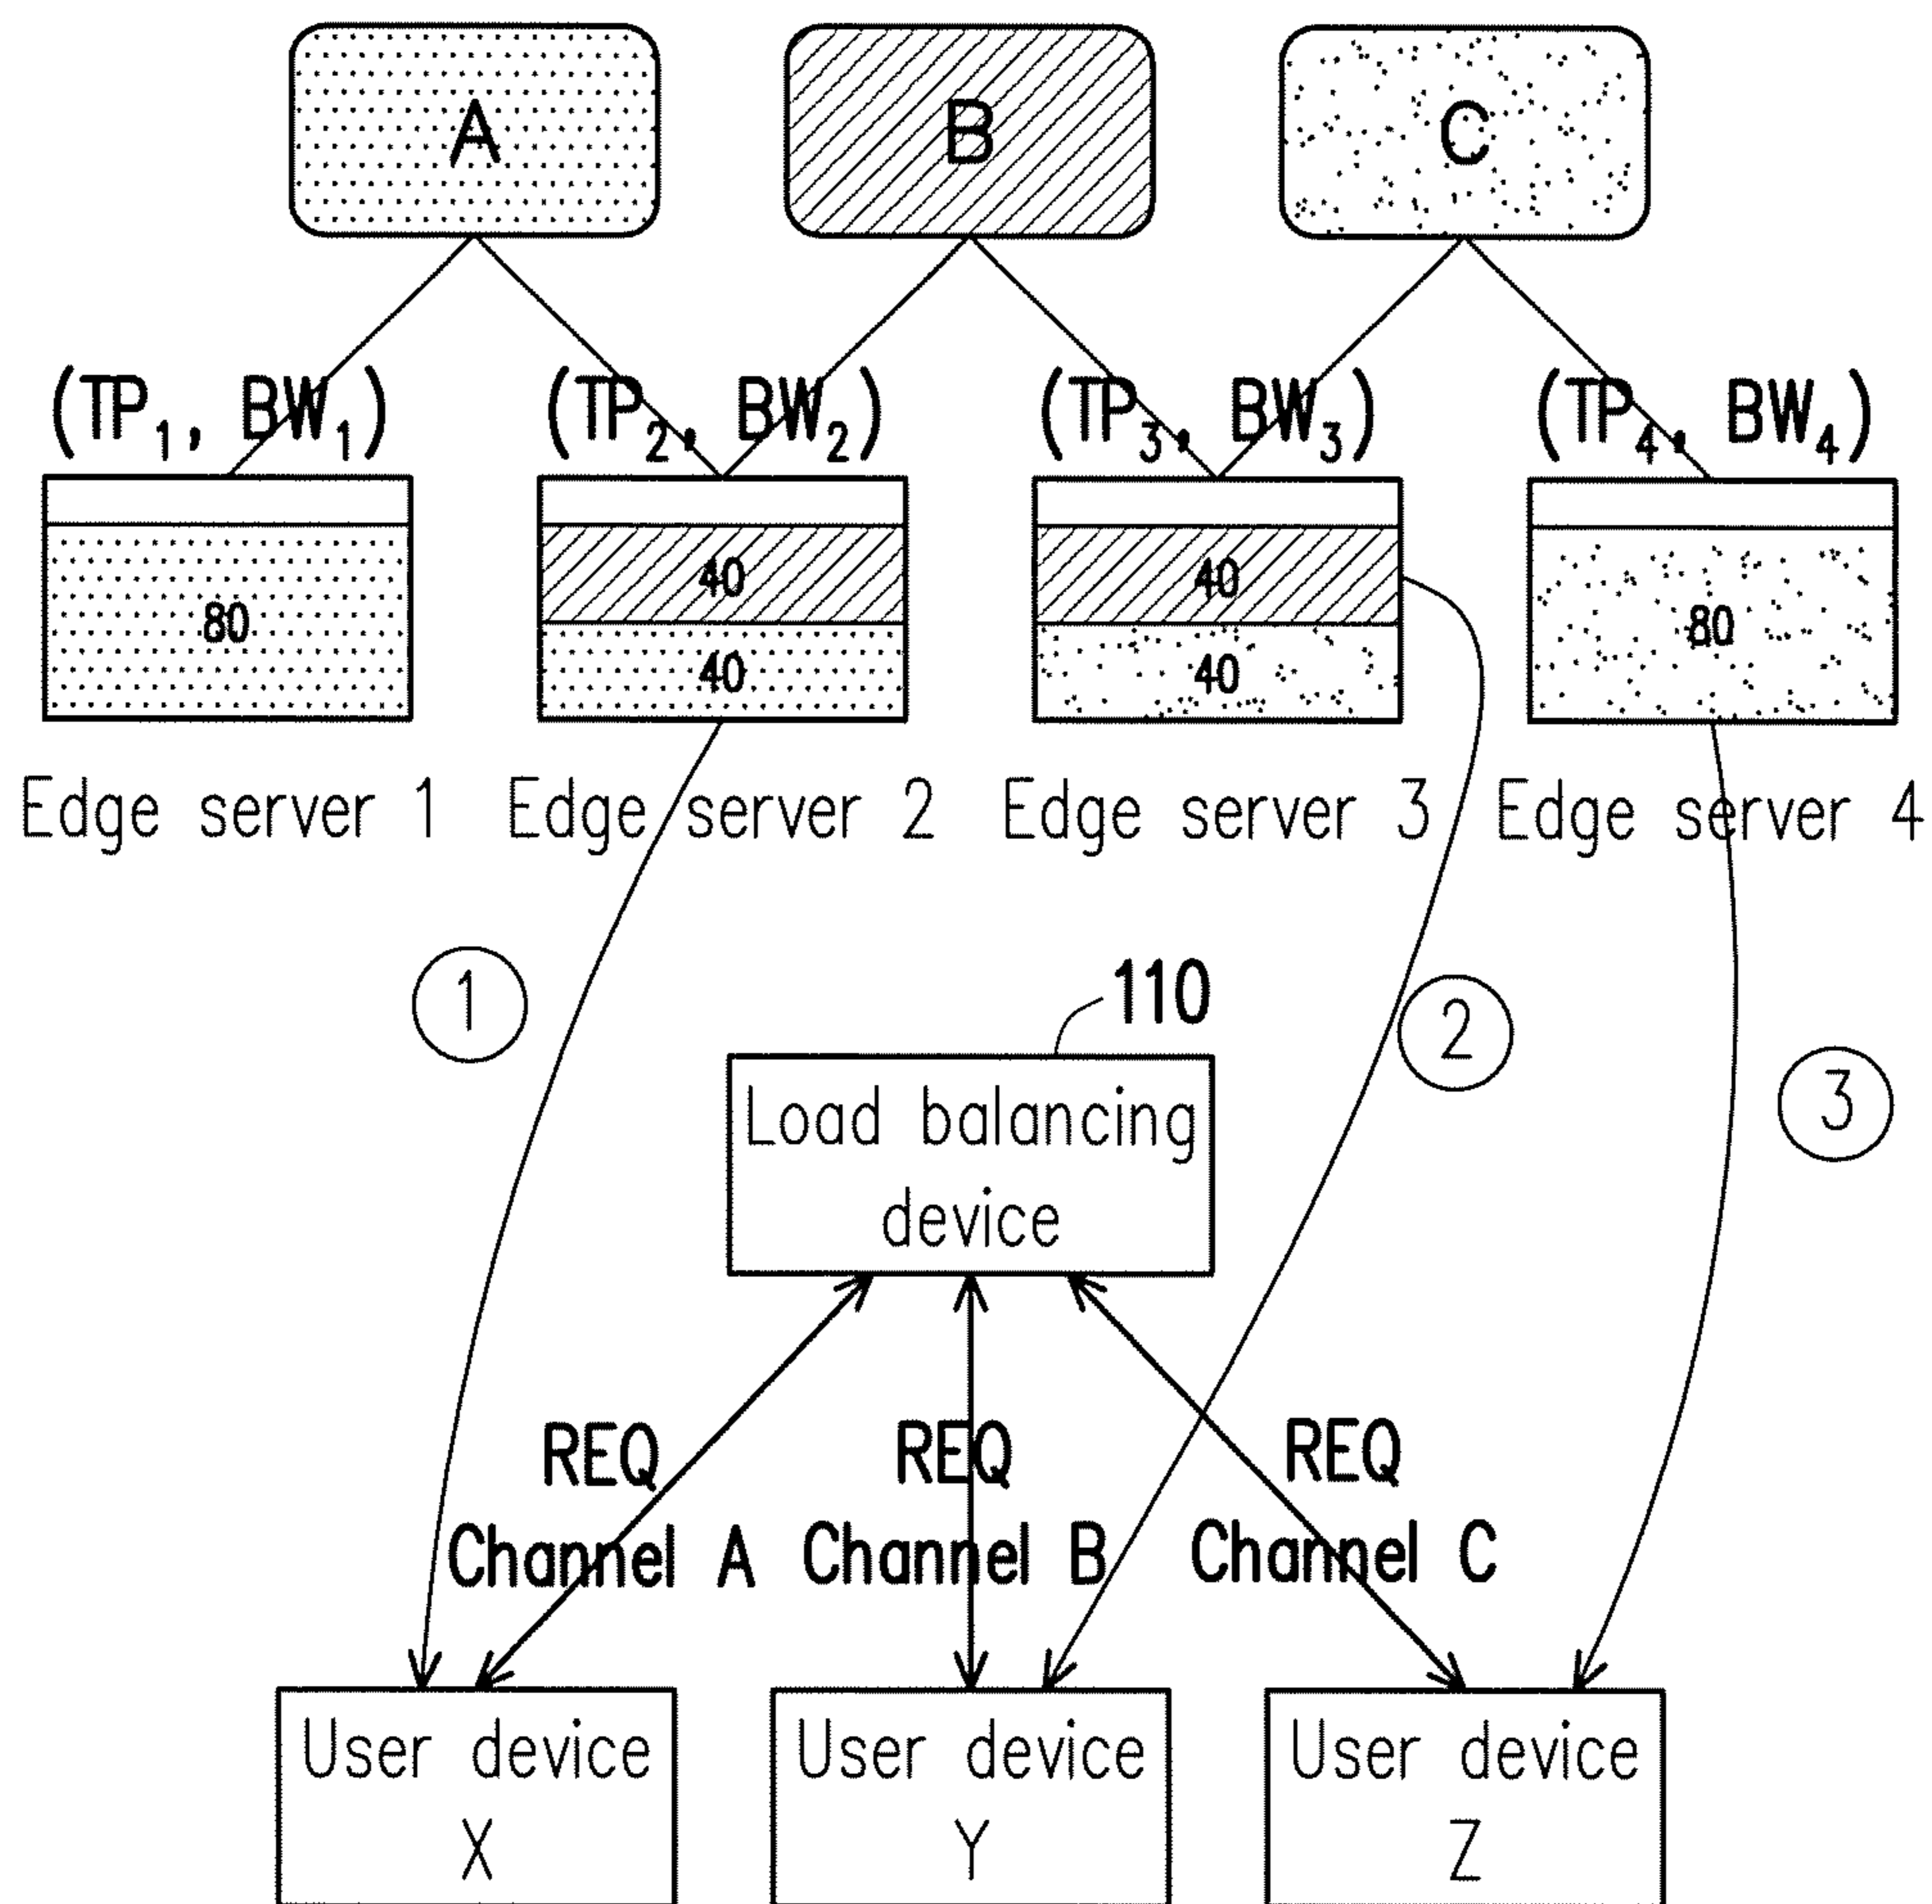 A B C
(TP₁, BW₁) (TP₂, BW₂) (TP₃, BW₃) (TP₄, BW₄)
80 40 40 80
40 40
Edge server 1 Edge server 2 Edge server 3 Edge server 4
1 110 2 3
Load balancing
device
REQ REQ REQ
Channel A Channel B Channel C
User device User device User device
X Y Z